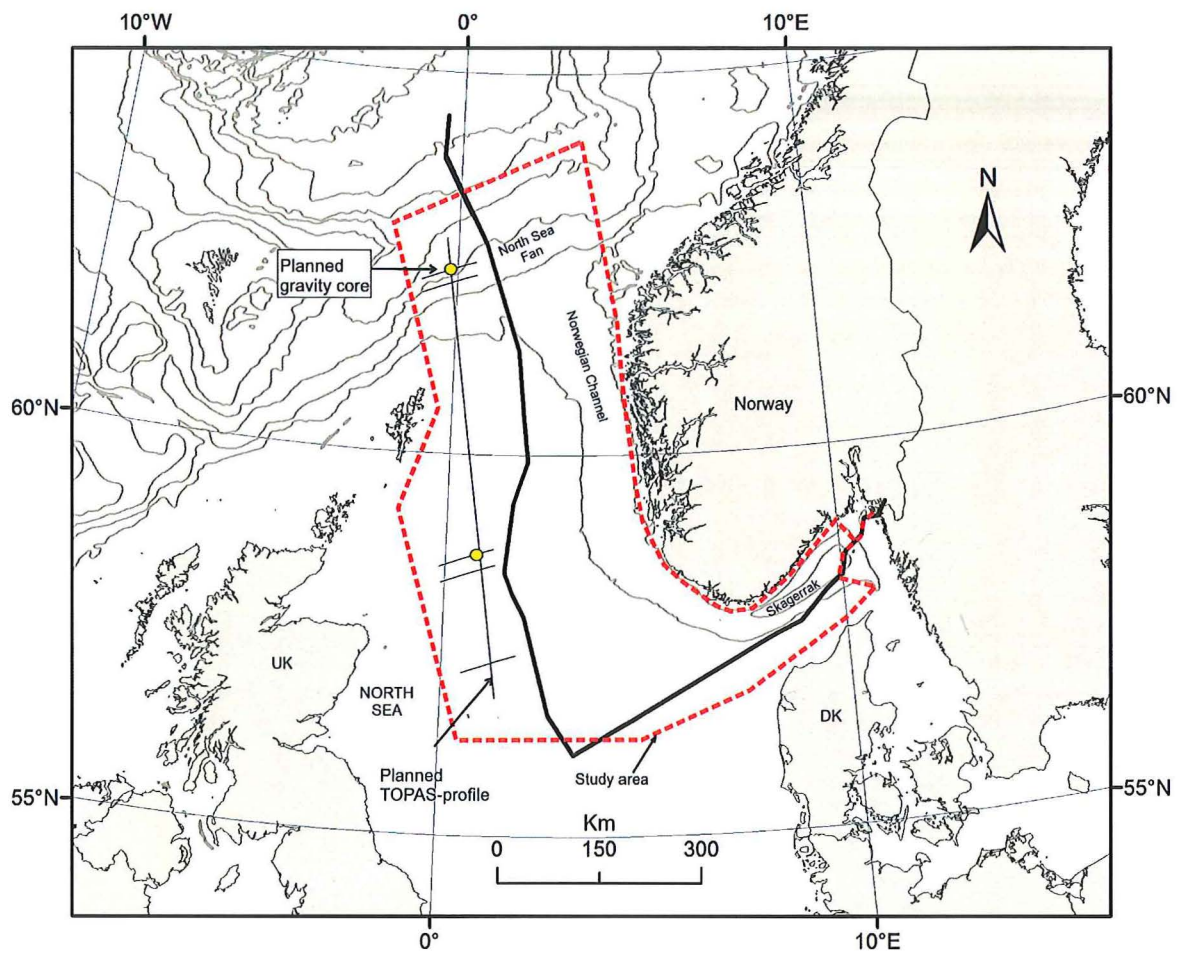 10°W 0° 10°E
N
North Sea
Fan
Planned
gravity core
Norwegian Channel
60°N
60°N
Norway
Skagerrak
UK
NORTH
SEA
DK
Planned
TOPAS-profile
Study area
55°N
55°N
Km
0 150 300
0° 10°E